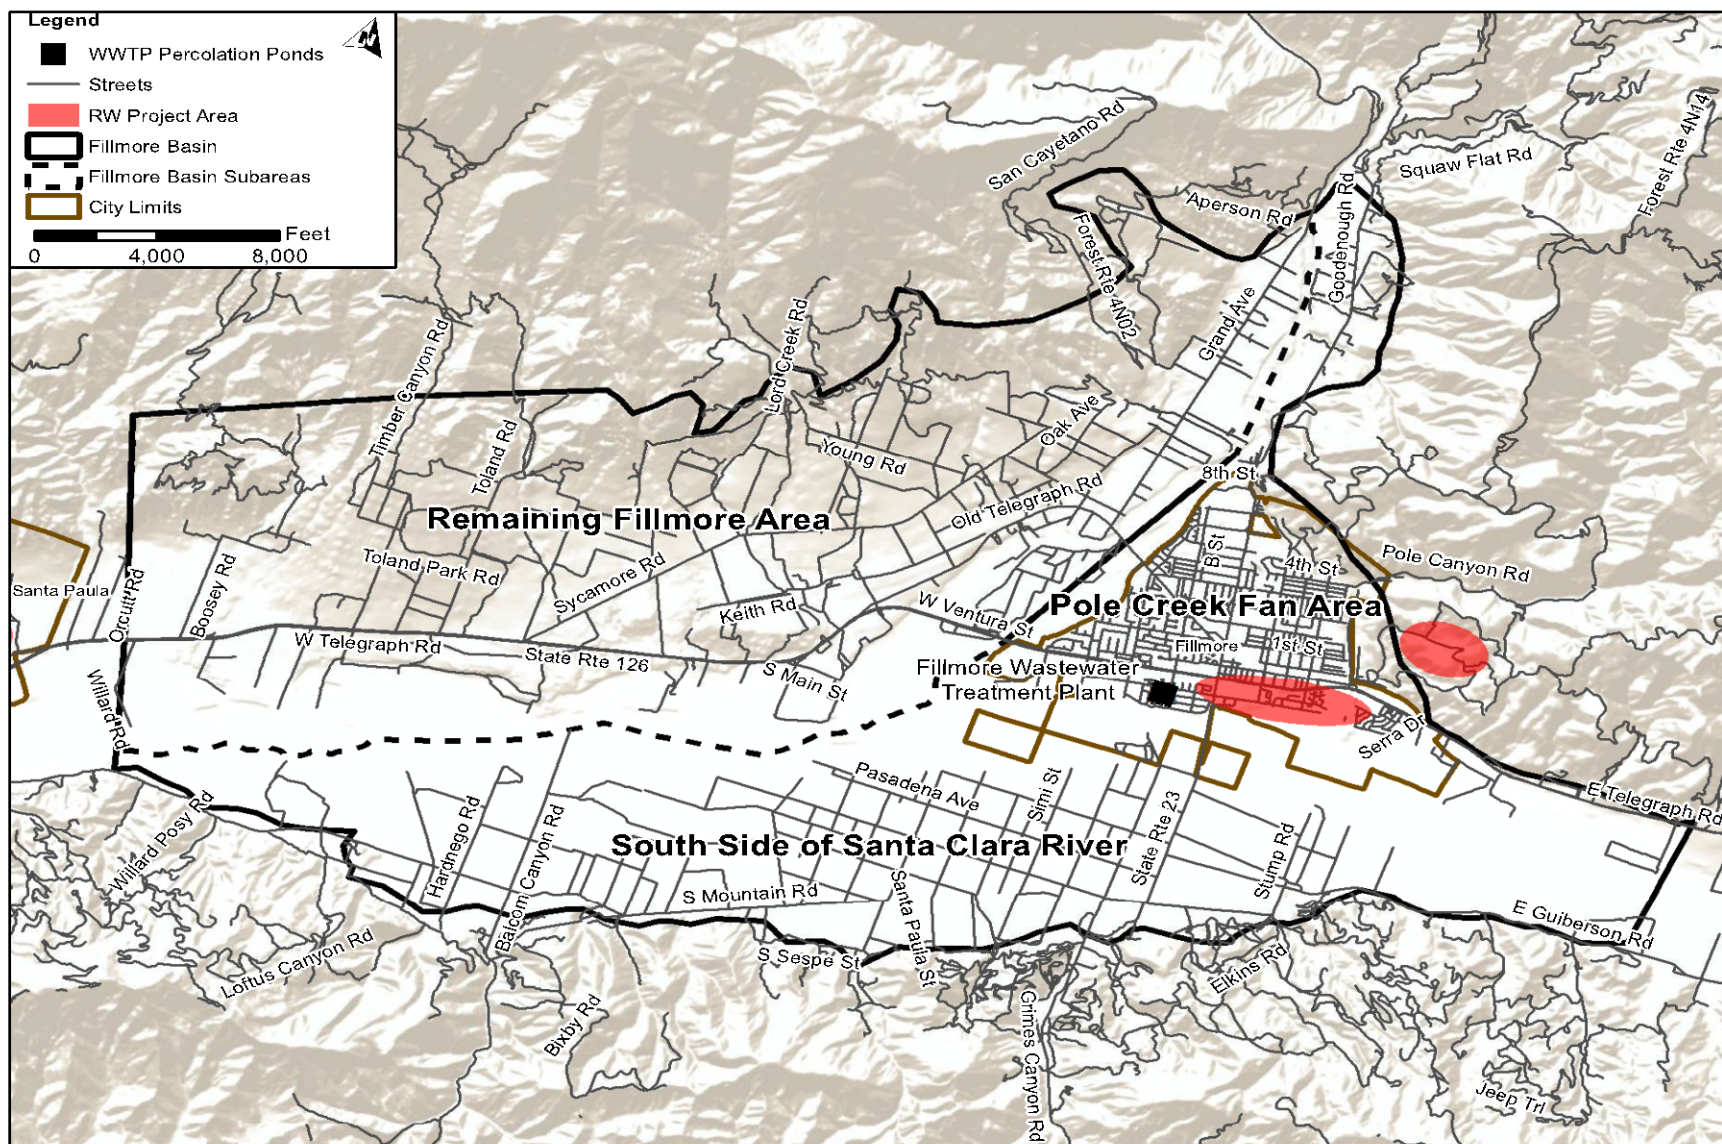 Legend
N
WWTP Percolation Ponds
Streets
RW Project Area
Fillmore Basin
Fillmore Basin Subareas
City Limits
Feet
0 4,000 8,000
San Cayetano Rd
Squaw Flat Rd
Forest Rte 4N14
Aperson Rd
Goodenough Rd
Forest Rte 4N02
Grand Ave
Lord Creek Rd
Timber Canyon Rd
Toland Rd
Oak Ave
Young Rd
8th St
Old Telegraph Rd
Remaining Fillmore Area
B St
Pole Canyon Rd
4th St
Toland Park Rd
Sycamore Rd
Boosey Rd
Orcutt Rd
Santa Paula
Keith Rd
W Ventura St
Pole Creek Fan Area
Fillmore
1st St
W Telegraph Rd
State Rte 126
S Main St
Fillmore Wastewater
Treatment Plant
Willard Rd
Serra Dr
E Telegraph Rd
Pasadena Ave
Simi St
State Rte 23
Stump Rd
Willard Posy Rd
Hardnego Rd
Balcom Canyon Rd
South Side of Santa Clara River
S Mountain Rd
Santa Paula St
E Guiberson Rd
Loftus Canyon Rd
S Sespe St
Elkins Rd
Bixby Rd
Grimes Canyon Rd
Jeep Trl